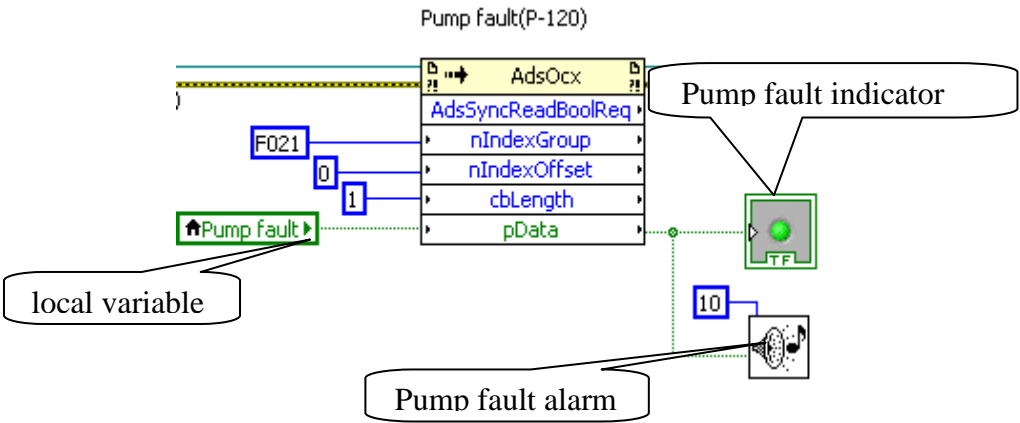 Pump fault(P-120)
AdsOcx
Pump fault indicator
AdsSyncReadBoolReq
F021
nIndexGroup
0
nIndexOffset
1
cbLength
Pump fault
pData
TF
local variable
10
Pump fault alarm